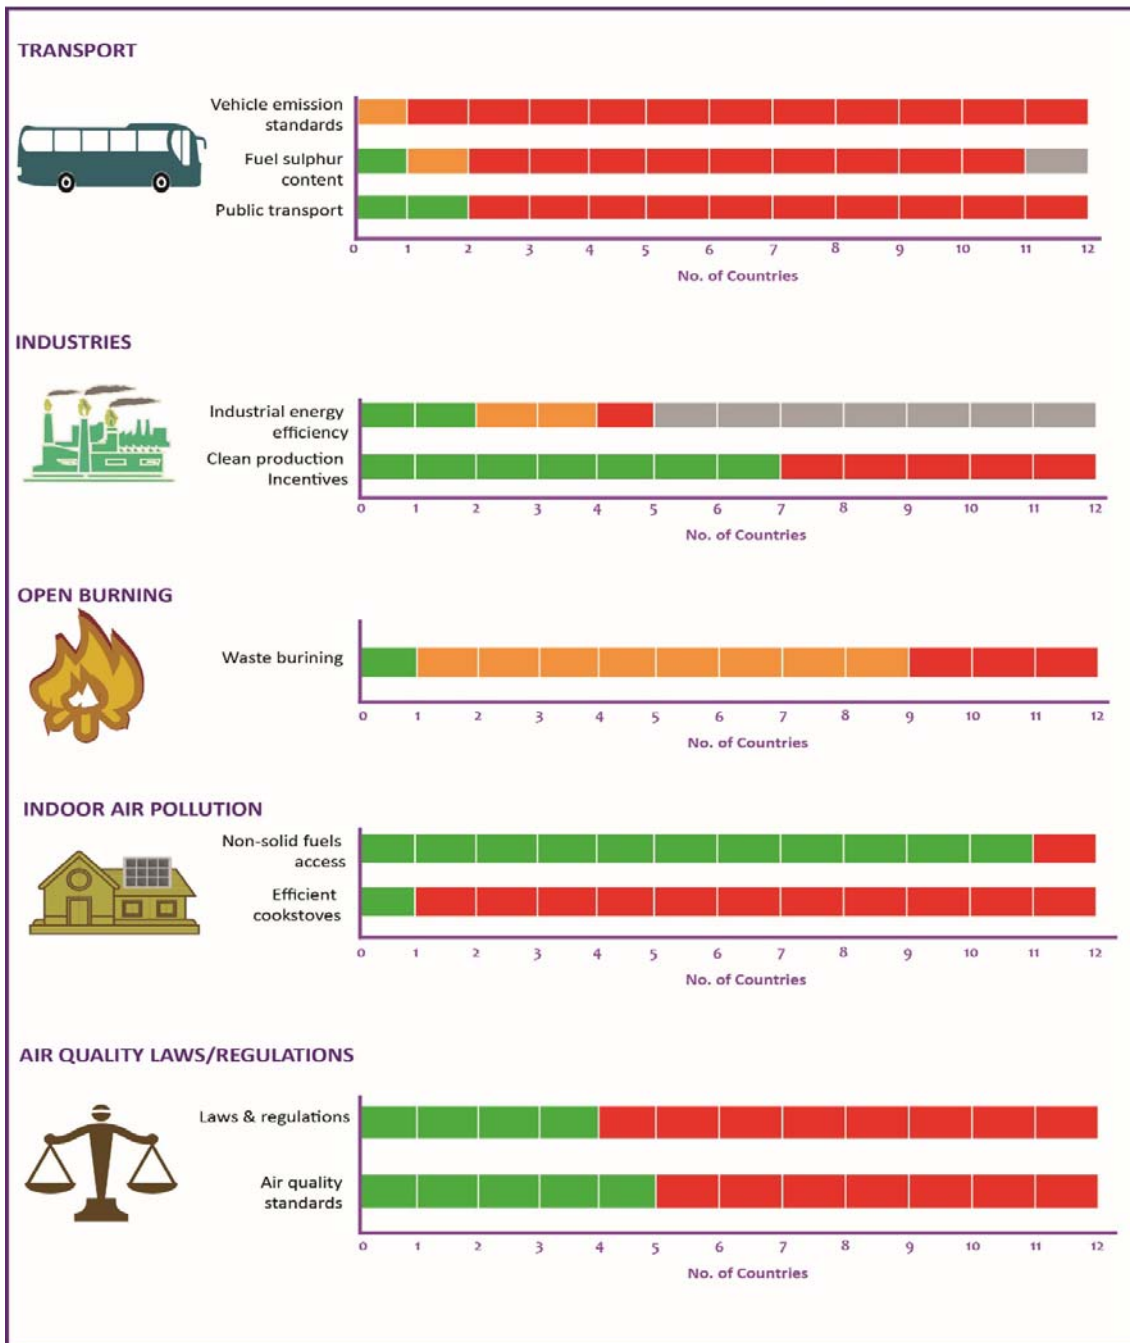 TRANSPORT
Vehicle emission
standards
Fuel sulphur
content
Public transport
0 1 2 3 4 5 6 7 8 9 10 11 12
No. of Countries
INDUSTRIES
Industrial energy
efficiency
Clean production
Incentives
0 1 2 3 4 5 6 7 8 9 10 11 12
No. of Countries
OPEN BURNING
Waste burining
0 1 2 3 4 5 6 7 8 9 10 11 12
No. of Countries
INDOOR AIR POLLUTION
Non-solid fuels
access
Efficient
cookstoves
0 1 2 3 4 5 6 7 8 9 10 11 12
No. of Countries
AIR QUALITY LAWS/REGULATIONS
Laws & regulations
Air quality
standards
0 1 2 3 4 5 6 7 8 9 10 11 12
No. of Countries